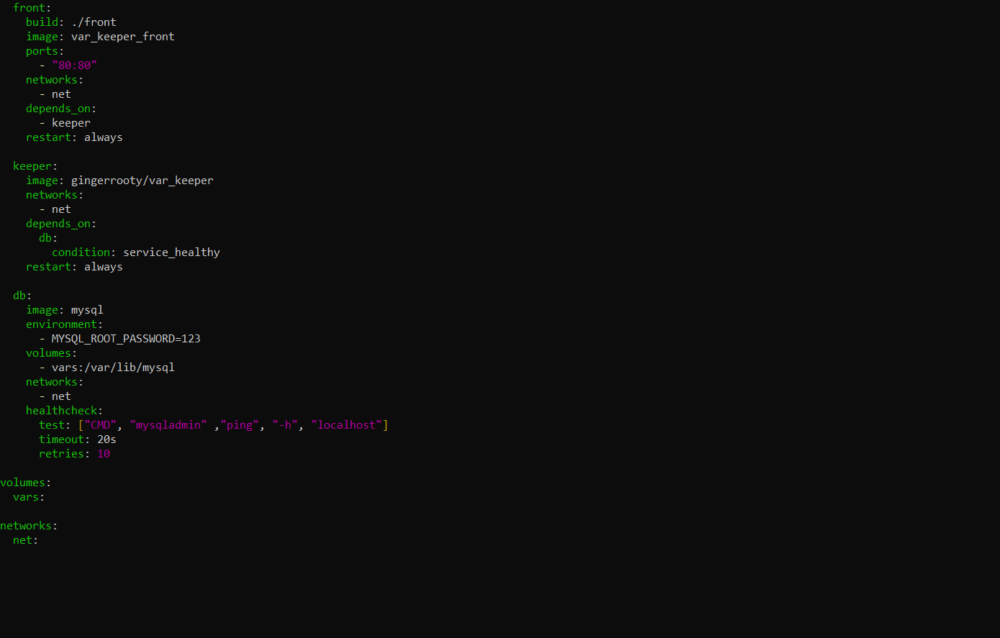 front:
build: ./front
image: var_keeper_front
ports:
- "80:80"
networks:
- net
depends_on:
- keeper
restart: always
keeper:
image: gingerrooty/var_keeper
networks:
- net
depends_on:
db:
condition: service_healthy
restart: always
db:
image: mysql
environment:
- MYSQL_ROOT_PASSWORD=123
volumes:
- vars:/var/lib/mysql
networks:
- net
healthcheck:
test: ["CMD", "mysqladmin" ,"ping", "-h", "localhost"]
timeout: 20s
retries: 10
volumes:
vars:
networks:
net: